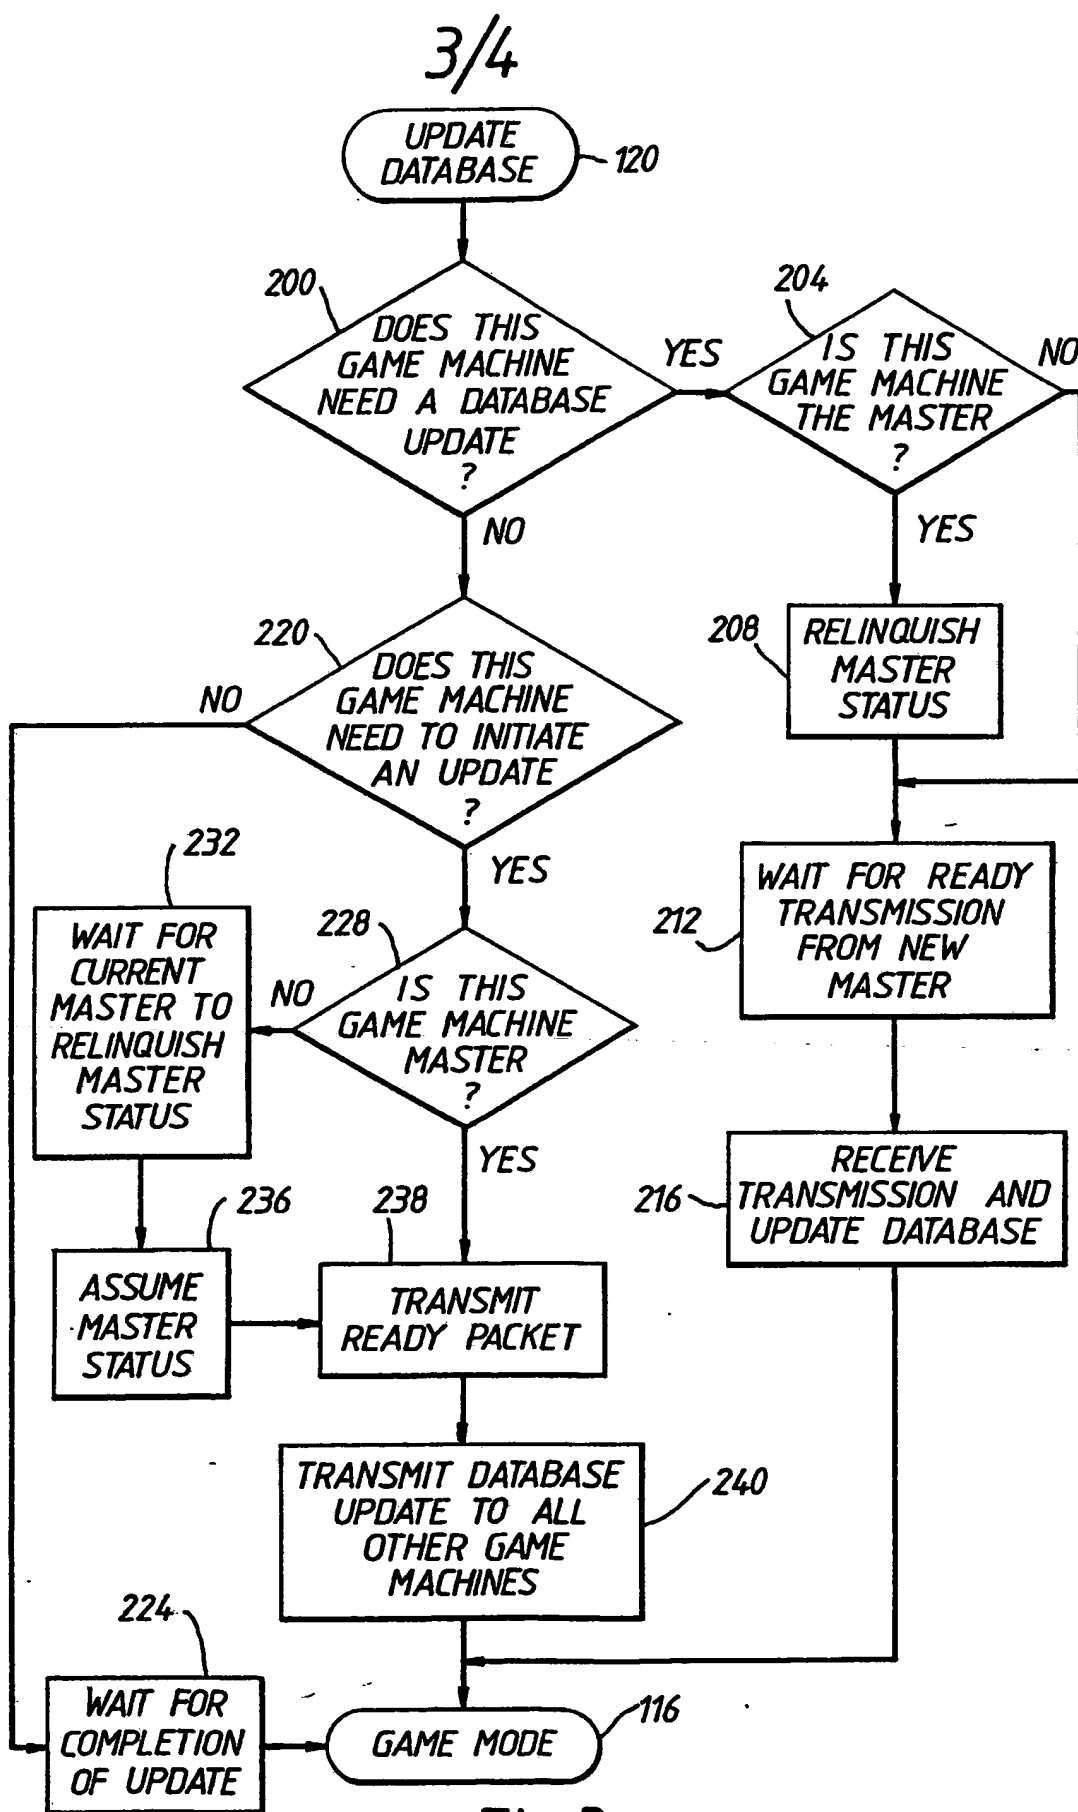 3/4
UPDATE
DATABASE
120
200
DOES THIS
GAME MACHINE
NEED A DATABASE
UPDATE
?
YES
204
IS THIS
GAME MACHINE
THE MASTER
?
NO
NO
YES
208
RELINQUISH
MASTER
STATUS
220
DOES THIS
GAME MACHINE
NEED TO INITIATE
AN UPDATE
?
NO
YES
212
WAIT FOR READY
TRANSMISSION
FROM NEW
MASTER
232
WAIT FOR
CURRENT
MASTER TO
RELINQUISH
MASTER
STATUS
228
IS THIS
GAME MACHINE
MASTER
?
NO
YES
216
RECEIVE
TRANSMISSION AND
UPDATE DATABASE
236
ASSUME
MASTER
STATUS
238
TRANSMIT
READY PACKET
TRANSMIT DATABASE
UPDATE TO ALL
OTHER GAME
MACHINES
240
224
WAIT FOR
COMPLETION
OF UPDATE
GAME MODE
116